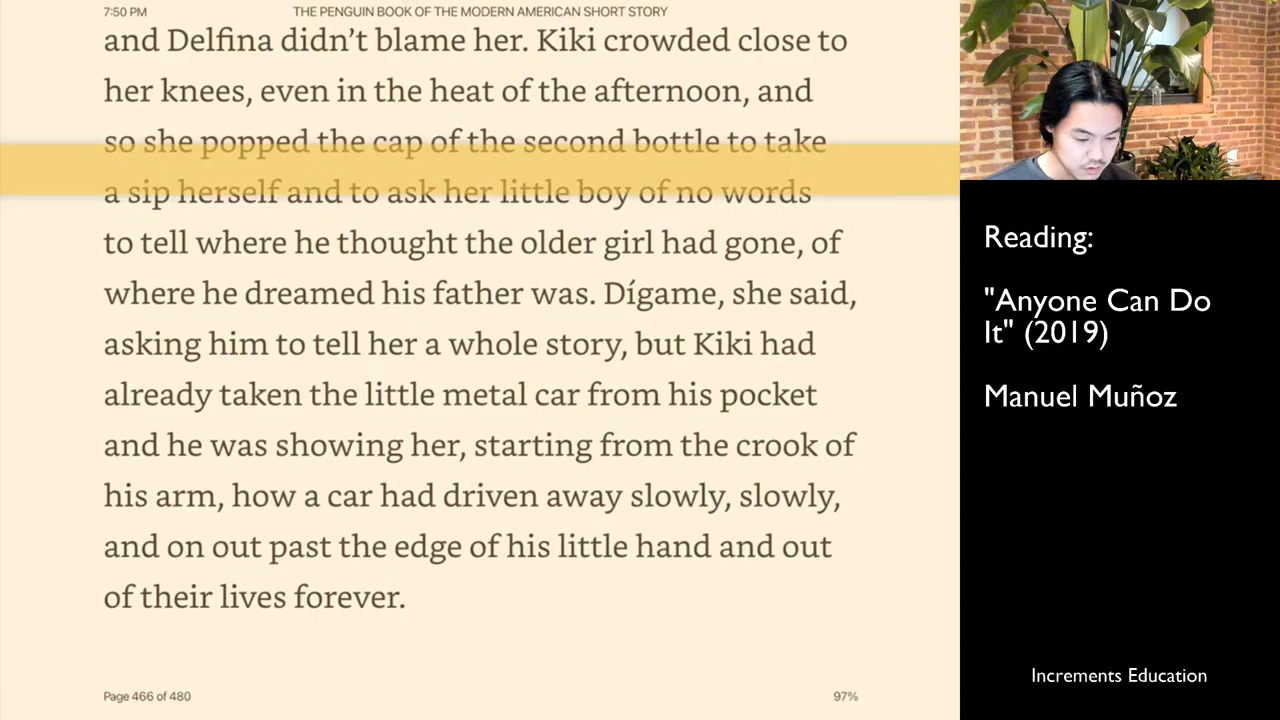 7:50 PM
THE PENGUIN BOOK OF THE MODERN AMERICAN SHORT STORY
and Delfina didn’t blame her. Kiki crowded close to
her knees, even in the heat of the afternoon, and
so she popped the cap of the second bottle to take
a sip herself and to ask her little boy of no words
to tell where he thought the older girl had gone, of
where he dreamed his father was. Dígame, she said,
asking him to tell her a whole story, but Kiki had
already taken the little metal car from his pocket
and he was showing her, starting from the crook of
his arm, how a car had driven away slowly, slowly,
and on out past the edge of his little hand and out
of their lives forever.
Page 466 of 480
97%
Reading:
"Anyone Can Do
It" (2019)
Manuel Muñoz
Increments Education